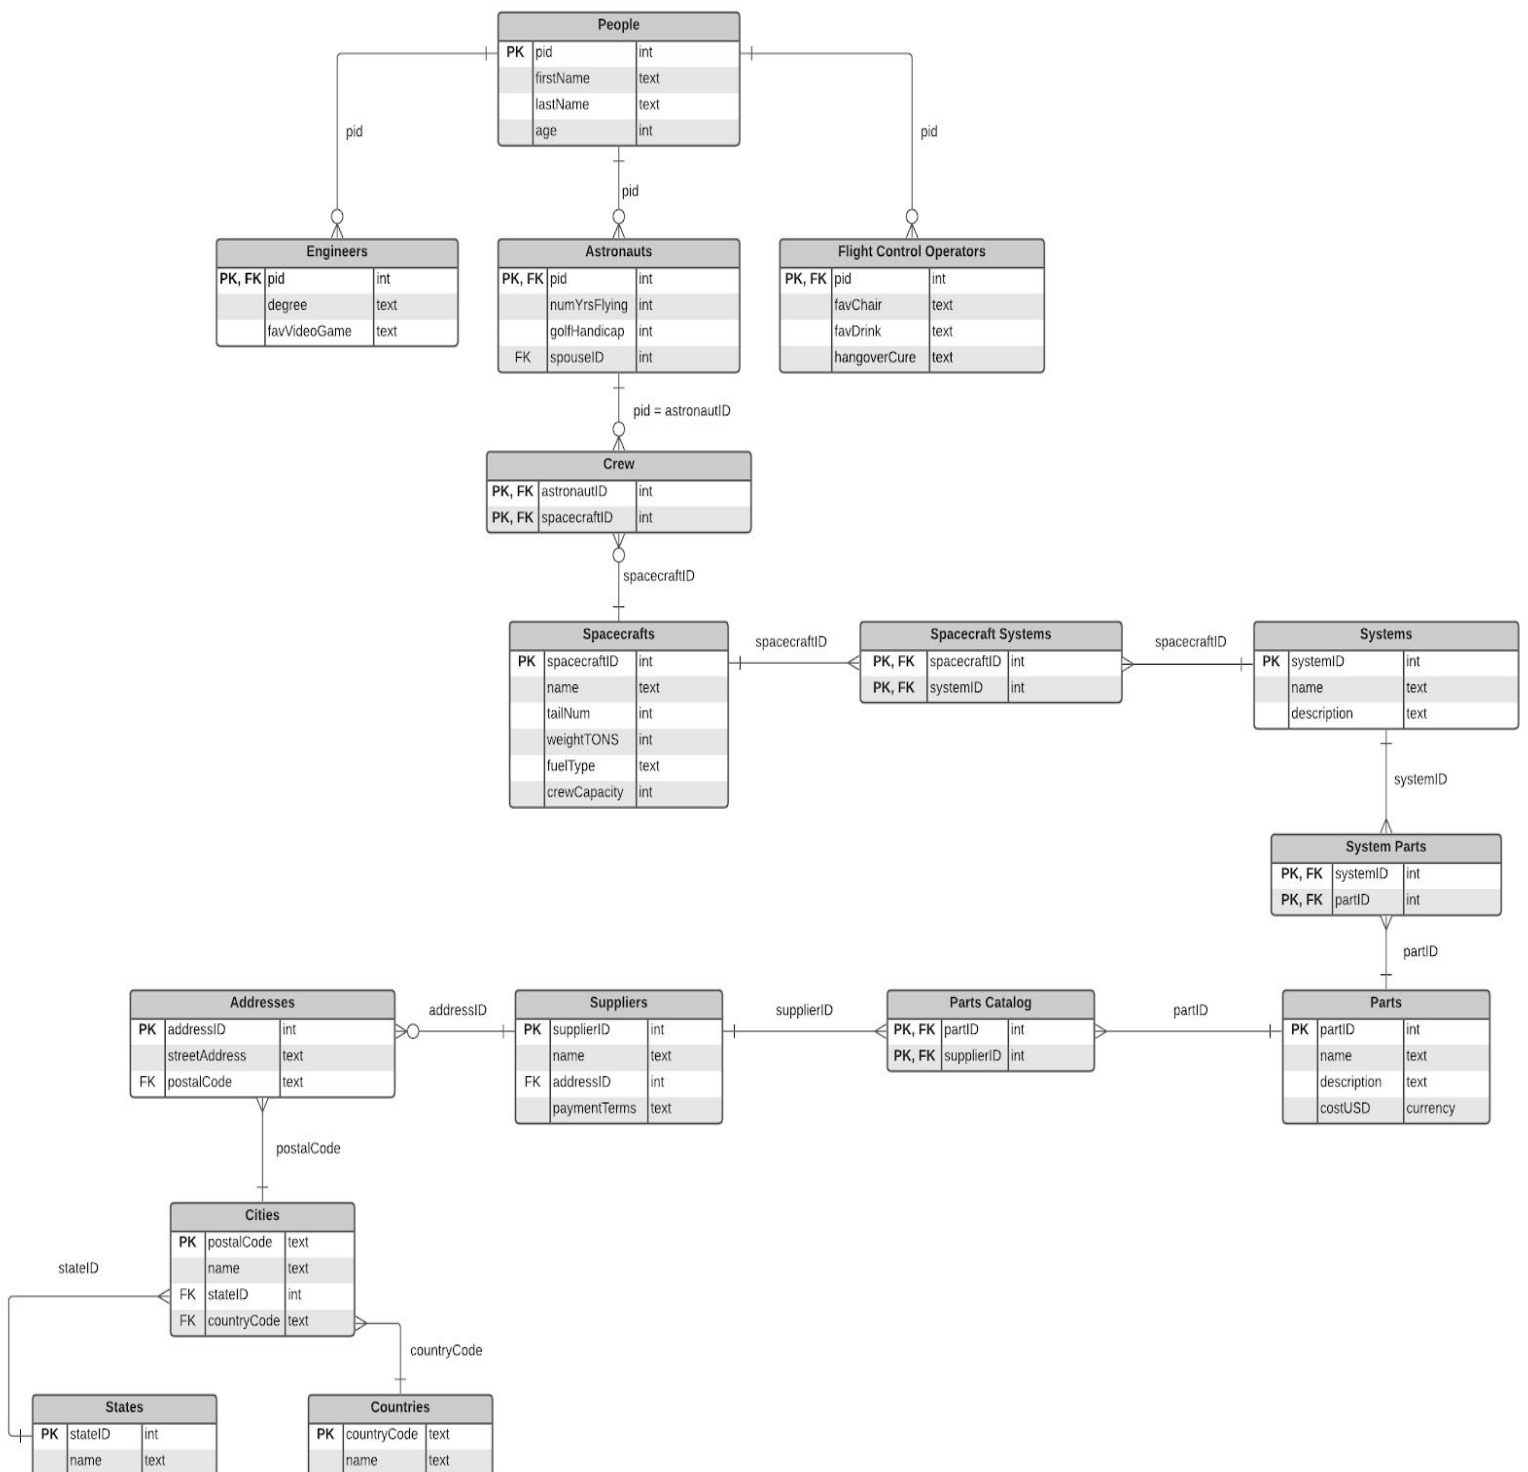 People
PK pid int
firstName text
lastName text
age int
pid
pid
pid
Engineers
PK, FK pid int
degree text
favVideoGame text
Astronauts
PK, FK pid int
numYrsFlying int
golfHandicap int
FK spouseID int
Flight Control Operators
PK, FK pid int
favChair text
favDrink text
hangoverCure text
pid = astronautID
Crew
PK, FK astronautID int
PK, FK spacecraftID int
spacecraftID
Spacecrafts
PK spacecraftID int
name text
tailNum int
weightTONS int
fuelType text
crewCapacity int
spacecraftID
Spacecraft Systems
PK, FK spacecraftID int
PK, FK systemID int
spacecraftID
Systems
PK systemID int
name text
description text
systemID
System Parts
PK, FK systemID int
PK, FK partID int
partID
Addresses
PK addressID int
streetAddress text
FK postalCode text
addressID
Suppliers
PK supplierID int
name text
FK addressID int
paymentTerms text
supplierID
Parts Catalog
PK, FK partID int
PK, FK supplierID int
partID
Parts
PK partID int
name text
description text
costUSD currency
postalCode
Cities
PK postalCode text
name text
FK stateID int
FK countryCode text
stateID
countryCode
States
PK stateID int
name text
Countries
PK countryCode text
name text